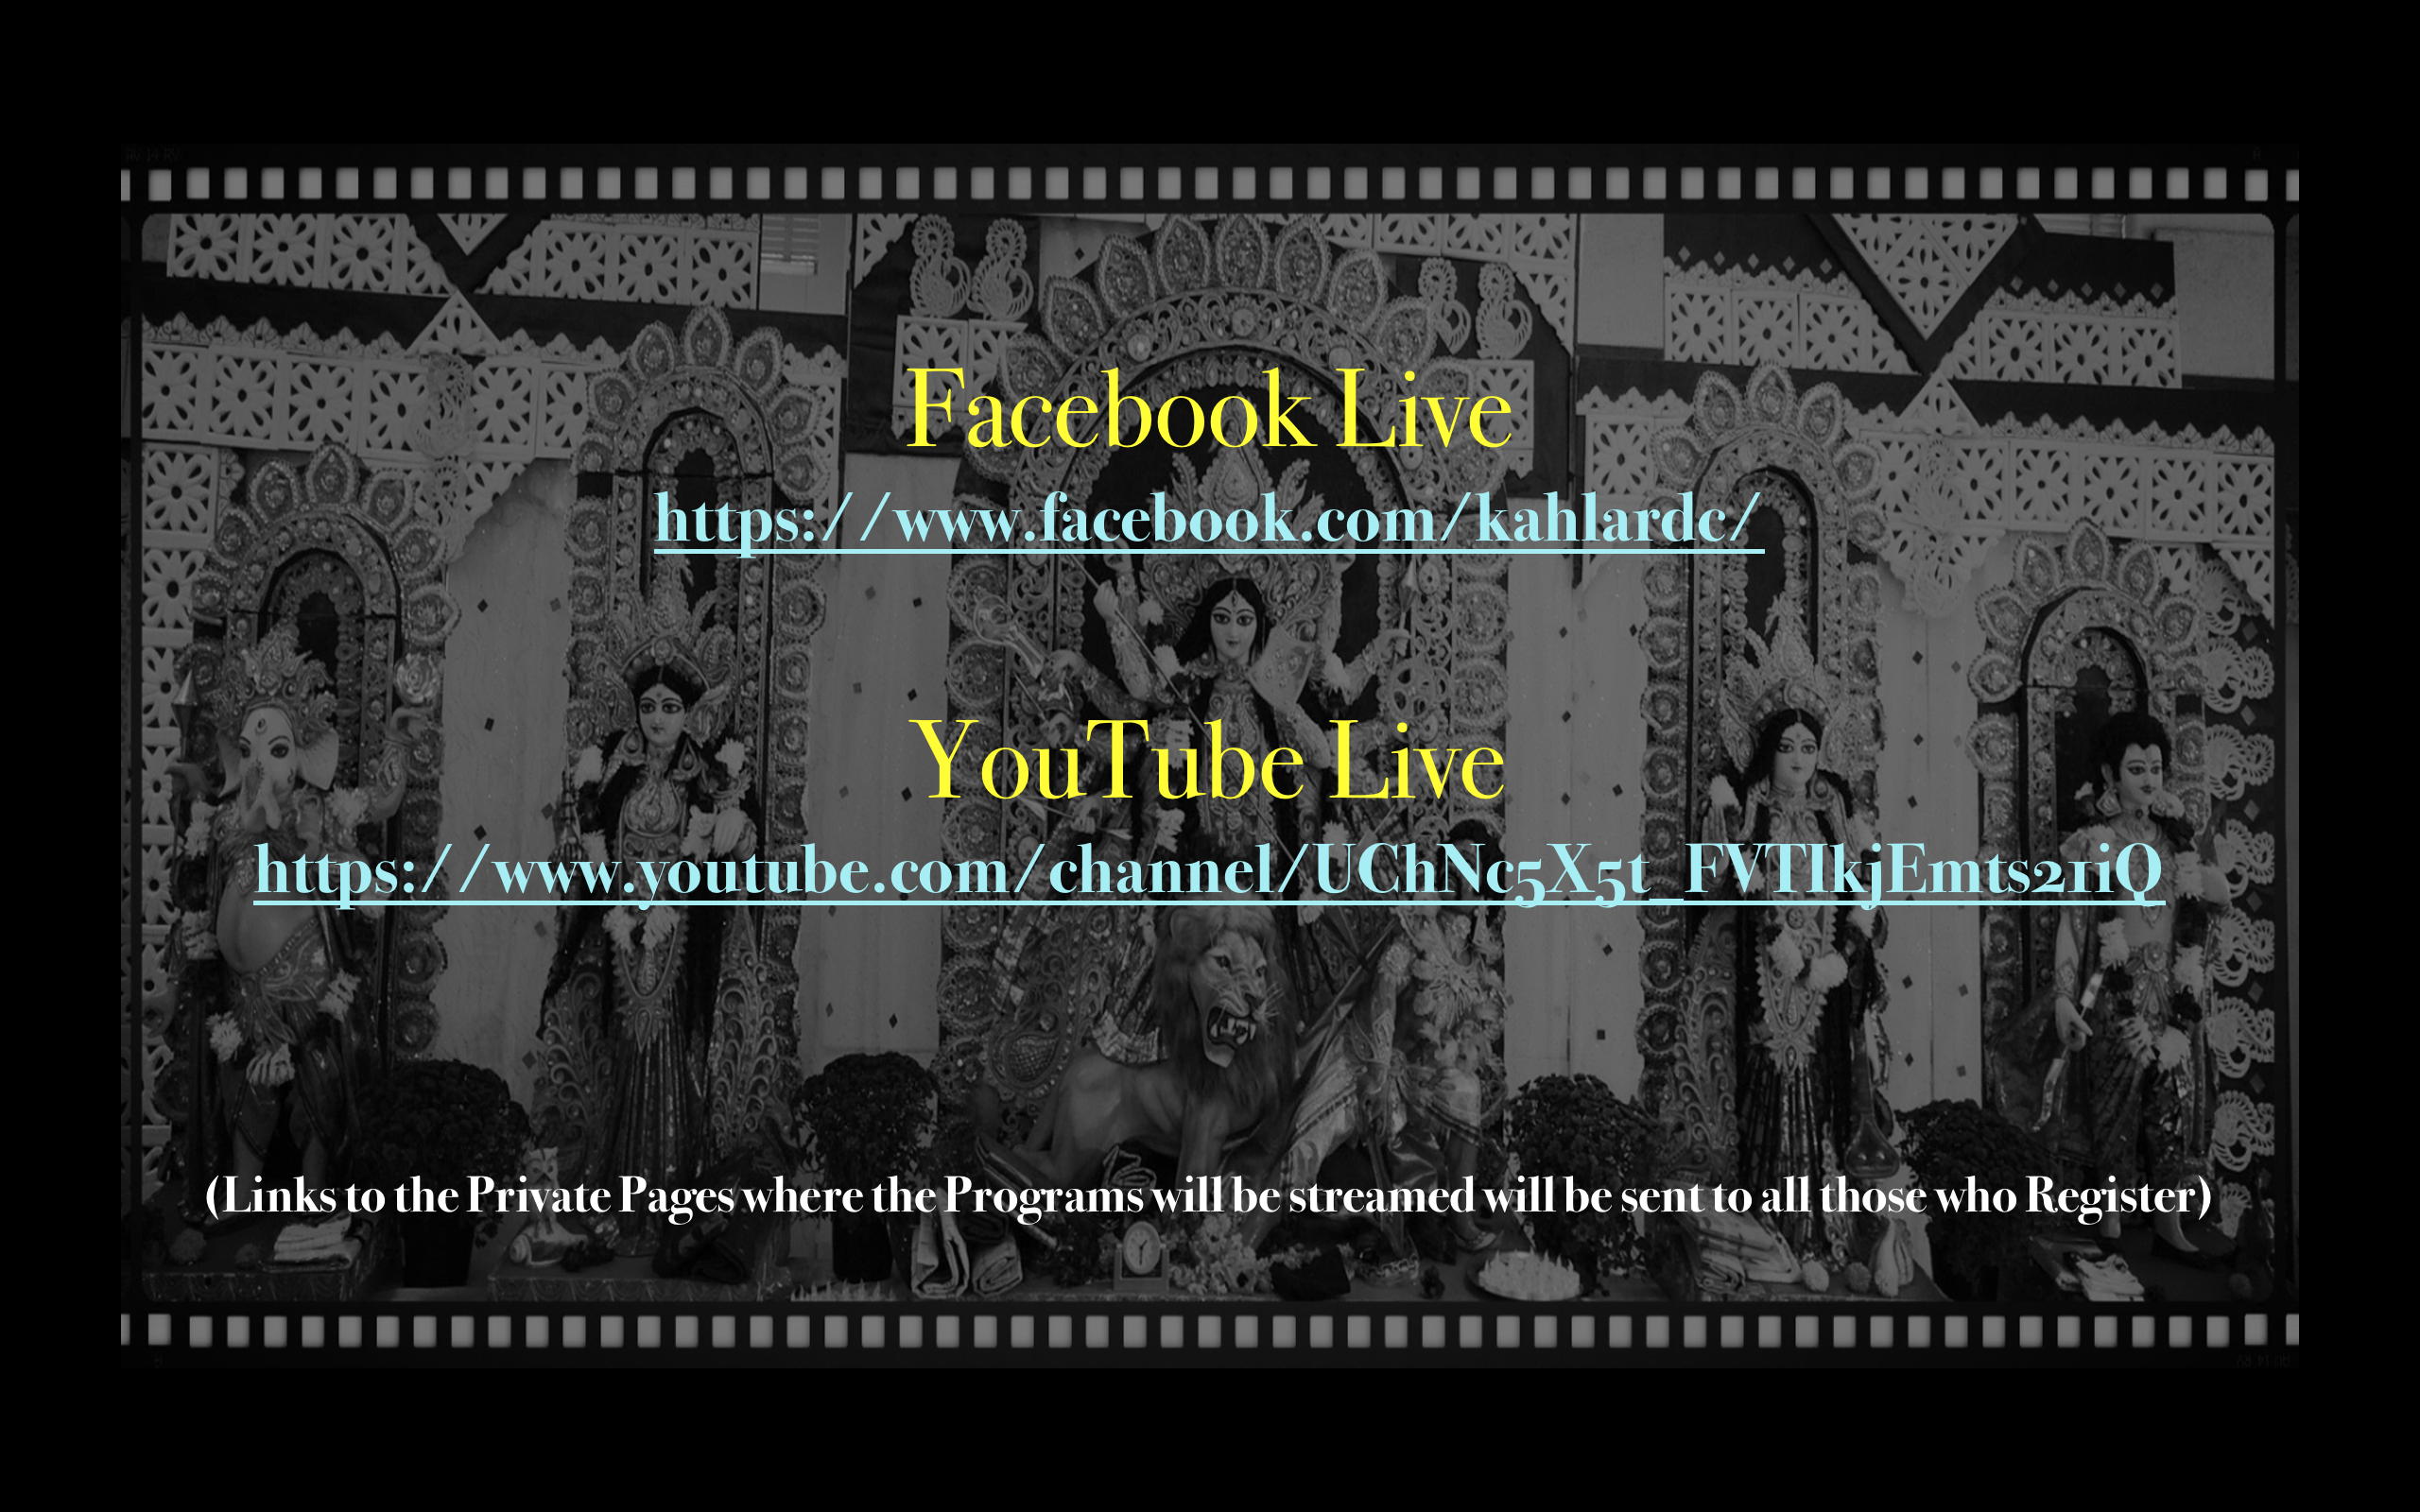 Facebook Live
https://www.facebook.com/kahlardc/
YouTube Live
https://www.youtube.com/channel/UChNc5X5t_FVTIkjEmts21iQ
(Links to the Private Pages where the Programs will be streamed will be sent to all those who Register)